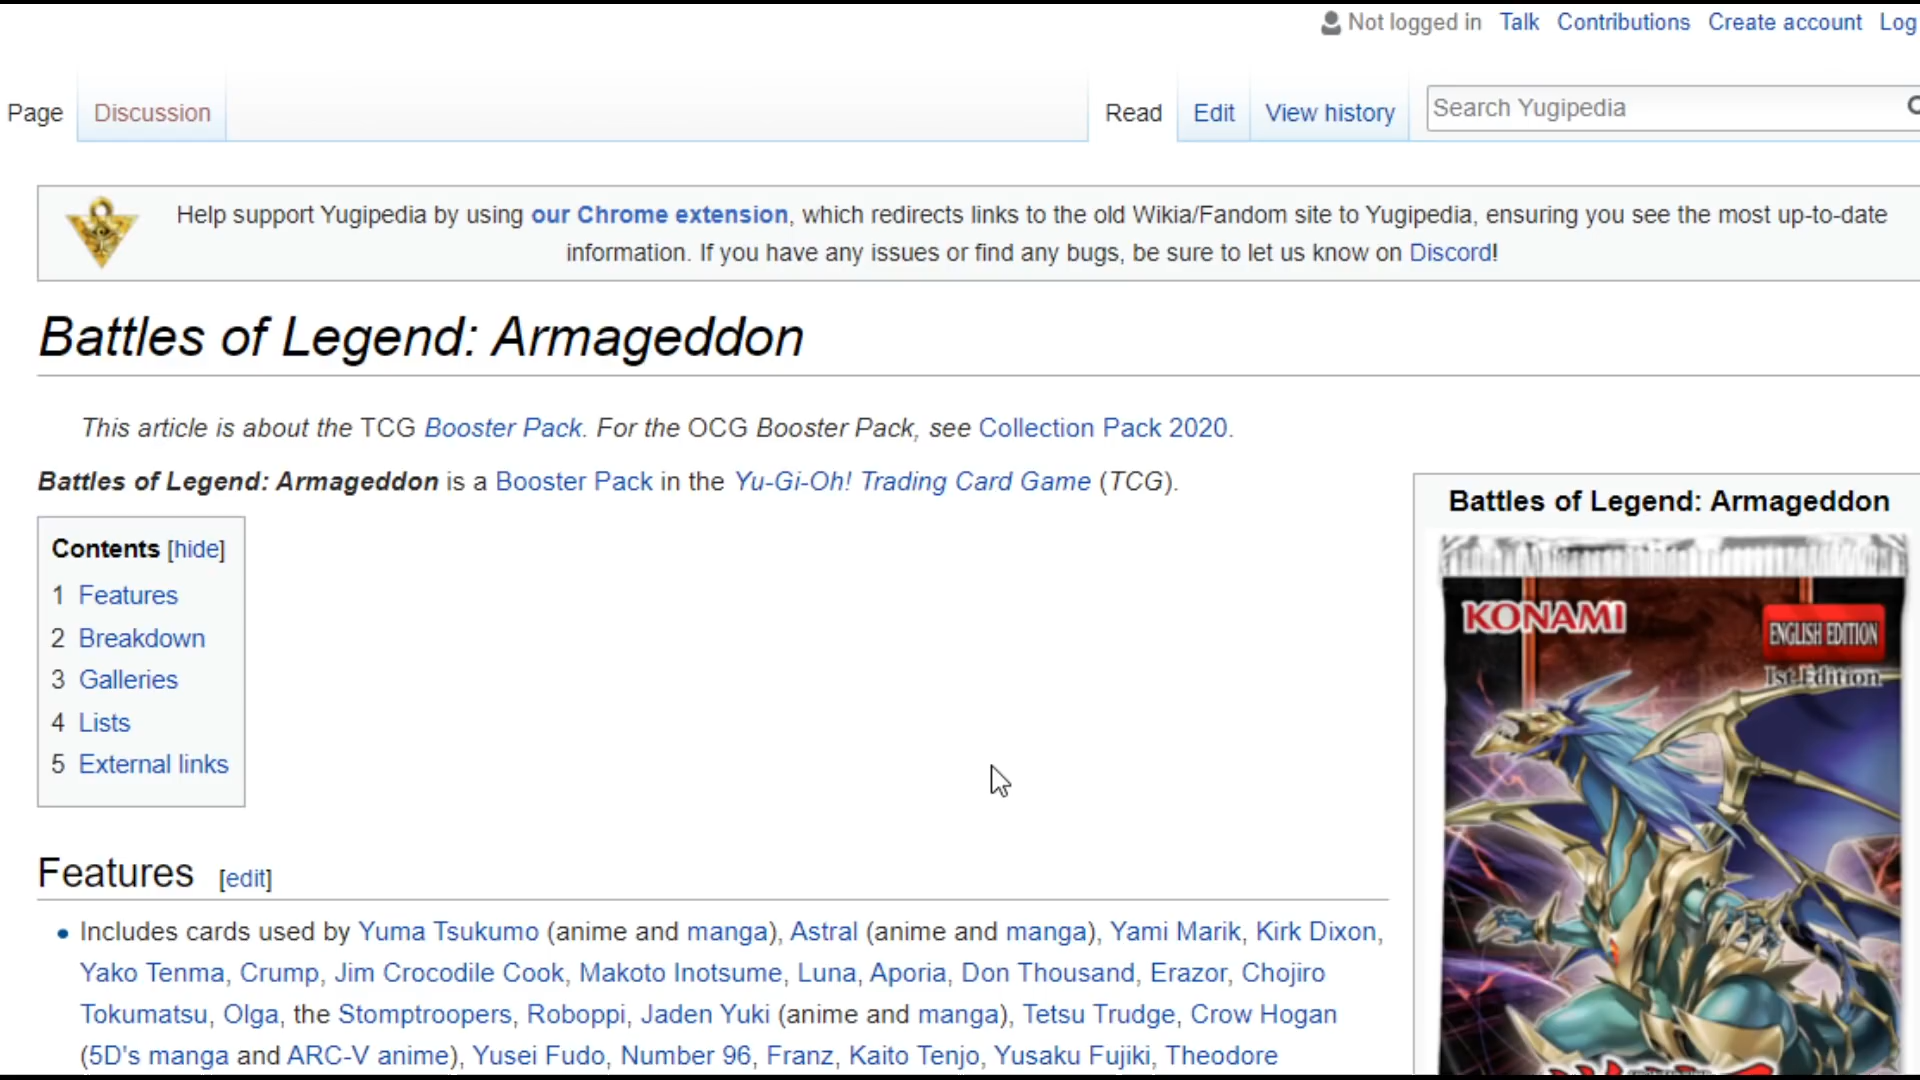 Not logged in Talk Contributions Create account Log
Page Discussion Read Edit View history Search Yugipedia
Help support Yugipedia by using our Chrome extension, which redirects links to the old Wikia/Fandom site to Yugipedia, ensuring you see the most up-to-date
information. If you have any issues or find any bugs, be sure to let us know on Discord!
Battles of Legend: Armageddon
This article is about the TCG Booster Pack. For the OCG Booster Pack, see Collection Pack 2020.
Battles of Legend: Armageddon is a Booster Pack in the Yu-Gi-Oh! Trading Card Game (TCG).
Contents [hide]
1 Features
2 Breakdown
3 Galleries
4 Lists
5 External links
Features [edit]
• Includes cards used by Yuma Tsukumo (anime and manga), Astral (anime and manga), Yami Marik, Kirk Dixon,
Yako Tenma, Crump, Jim Crocodile Cook, Makoto Inotsume, Luna, Aporia, Don Thousand, Erazor, Chojiro
Tokumatsu, Olga, the Stomptroopers, Roboppi, Jaden Yuki (anime and manga), Tetsu Trudge, Crow Hogan
(5D's manga and ARC-V anime), Yusei Fudo, Number 96, Franz, Kaito Tenjo, Yusaku Fujiki, Theodore
Battles of Legend: Armageddon
KONAMI
ENGLISH EDITION
1st Edition